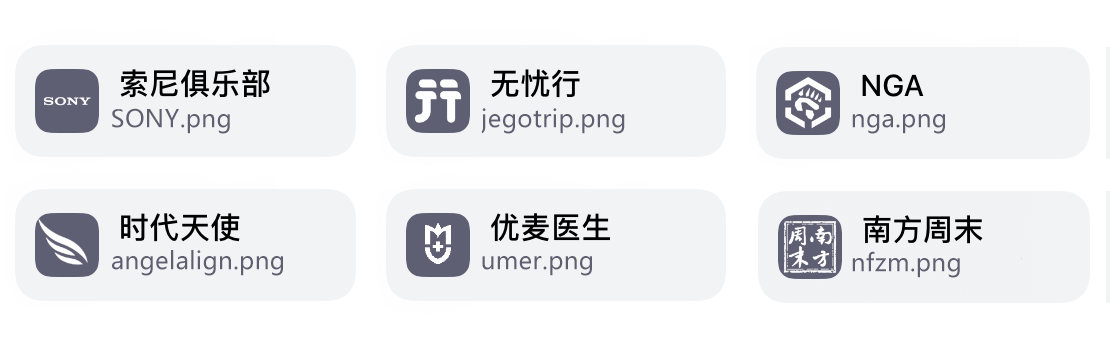 SONY
索尼俱乐部
SONY.png
行
无忧行
jegotrip.png
NGA
nga.png
时代天使
angelalign.png
优麦医生
umer.png
南方周末
南方周末
nfzm.png